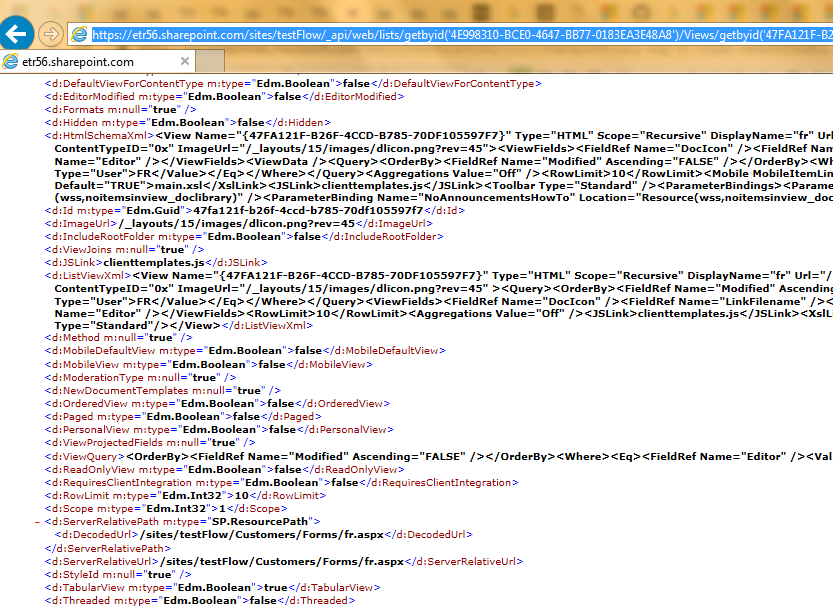 https://etr56.sharepoint.com/sites/testFlow/_api/web/lists/getbyid('4E998310-BCE0-4647-BB77-0183EA3E48A8')/Views/getbyid('47FA121F-B2
etr56.sharepoint.com
<d:DefaultViewForContentType m:type="Edm.Boolean">false</d:DefaultViewForContentType>
<d:EditorModified m:type="Edm.Boolean">false</d:EditorModified>
<d:Formats m:null="true" />
<d:Hidden m:type="Edm.Boolean">false</d:Hidden>
<d:HtmlSchemaXml><View Name="{47FA121F-B26F-4CCD-B785-70DF105597F7}" Type="HTML" Scope="Recursive" DisplayName="fr" Url
ContentTypeID="0x" ImageUrl="/_layouts/15/images/dlicon.png?rev=45"><ViewFields><FieldRef Name="DocIcon" /><FieldRef Nam
Name="Editor" /></ViewFields><ViewData /><Query><OrderBy><FieldRef Name="Modified" Ascending="FALSE" /></OrderBy><Wh
Type="User">FR</Value></Eq></Where></Query><Aggregations Value="Off" /><RowLimit>10</RowLimit><Mobile MobileItemLin
Default="TRUE">main.xsl</XslLink><JSLink>clienttemplates.js</JSLink><Toolbar Type="Standard" /><ParameterBindings><Parame
(wss,noitemsinview_doclibrary)" /><ParameterBinding Name="NoAnnouncementsHowTo" Location="Resource(wss,noitemsinview_doc
<d:Id m:type="Edm.Guid">47fa121f-b26f-4ccd-b785-70df105597f7</d:Id>
<d:ImageUrl>/_layouts/15/images/dlicon.png?rev=45</d:ImageUrl>
<d:IncludeRootFolder m:type="Edm.Boolean">false</d:IncludeRootFolder>
<d:ViewJoins m:null="true" />
<d:JSLink>clienttemplates.js</d:JSLink>
<d:ListViewXml><View Name="{47FA121F-B26F-4CCD-B785-70DF105597F7}" Type="HTML" Scope="Recursive" DisplayName="fr" Url="/
ContentTypeID="0x" ImageUrl="/_layouts/15/images/dlicon.png?rev=45" ><Query><OrderBy><FieldRef Name="Modified" Ascending
Type="User">FR</Value></Eq></Where></Query><ViewFields><FieldRef Name="DocIcon" /><FieldRef Name="LinkFilename" /><
Name="Editor" /></ViewFields><RowLimit>10</RowLimit><Aggregations Value="Off" /><JSLink>clienttemplates.js</JSLink><XslL
Type="Standard"/></View></d:ListViewXml>
<d:Method m:null="true" />
<d:MobileDefaultView m:type="Edm.Boolean">false</d:MobileDefaultView>
<d:MobileView m:type="Edm.Boolean">false</d:MobileView>
<d:ModerationType m:null="true" />
<d:NewDocumentTemplates m:null="true" />
<d:OrderedView m:type="Edm.Boolean">false</d:OrderedView>
<d:Paged m:type="Edm.Boolean">false</d:Paged>
<d:PersonalView m:type="Edm.Boolean">false</d:PersonalView>
<d:ViewProjectedFields m:null="true" />
<d:ViewQuery><OrderBy><FieldRef Name="Modified" Ascending="FALSE" /></OrderBy><Where><Eq><FieldRef Name="Editor" /><Val
<d:ReadOnlyView m:type="Edm.Boolean">false</d:ReadOnlyView>
<d:RequiresClientIntegration m:type="Edm.Boolean">false</d:RequiresClientIntegration>
<d:RowLimit m:type="Edm.Int32">10</d:RowLimit>
<d:Scope m:type="Edm.Int32">1</d:Scope>
- <d:ServerRelativePath m:type="SP.ResourcePath">
<d:DecodedUrl>/sites/testFlow/Customers/Forms/fr.aspx</d:DecodedUrl>
</d:ServerRelativePath>
<d:ServerRelativeUrl>/sites/testFlow/Customers/Forms/fr.aspx</d:ServerRelativeUrl>
<d:StyleId m:null="true" />
<d:TabularView m:type="Edm.Boolean">true</d:TabularView>
<d:Threaded m:type="Edm.Boolean">false</d:Threaded>